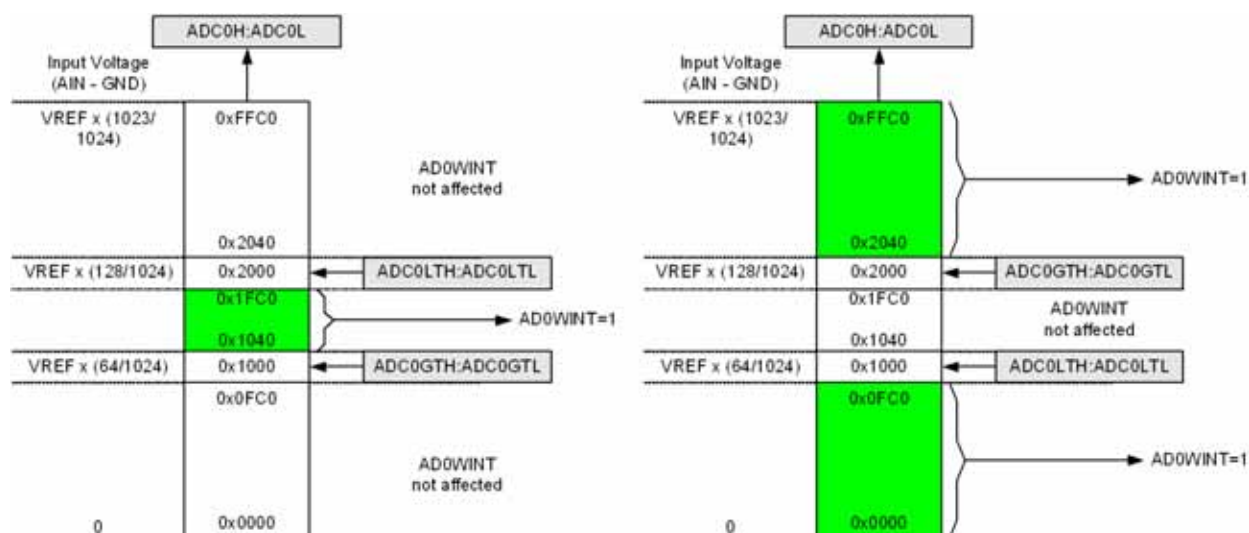 ADC0H:ADC0L
Input Voltage
(AIN - GND)
VREF x (1023/
1024)
0xFFC0
AD0WINT
not affected
0x2040
VREF x (128/1024)
0x2000
ADC0LTH:ADC0LTL
0x1FC0
AD0WINT=1
0x1040
VREF x (64/1024)
0x1000
ADC0GTH:ADC0GTL
0x0FC0
AD0WINT
not affected
0
0x0000
ADC0H:ADC0L
Input Voltage
(AIN - GND)
VREF x (1023/
1024)
0xFFC0
AD0WINT=1
0x2040
VREF x (128/1024)
0x2000
ADC0GTH:ADC0GTL
0x1FC0
AD0WINT
not affected
0x1040
VREF x (64/1024)
0x1000
ADC0LTH:ADC0LTL
0x0FC0
AD0WINT=1
0
0x0000